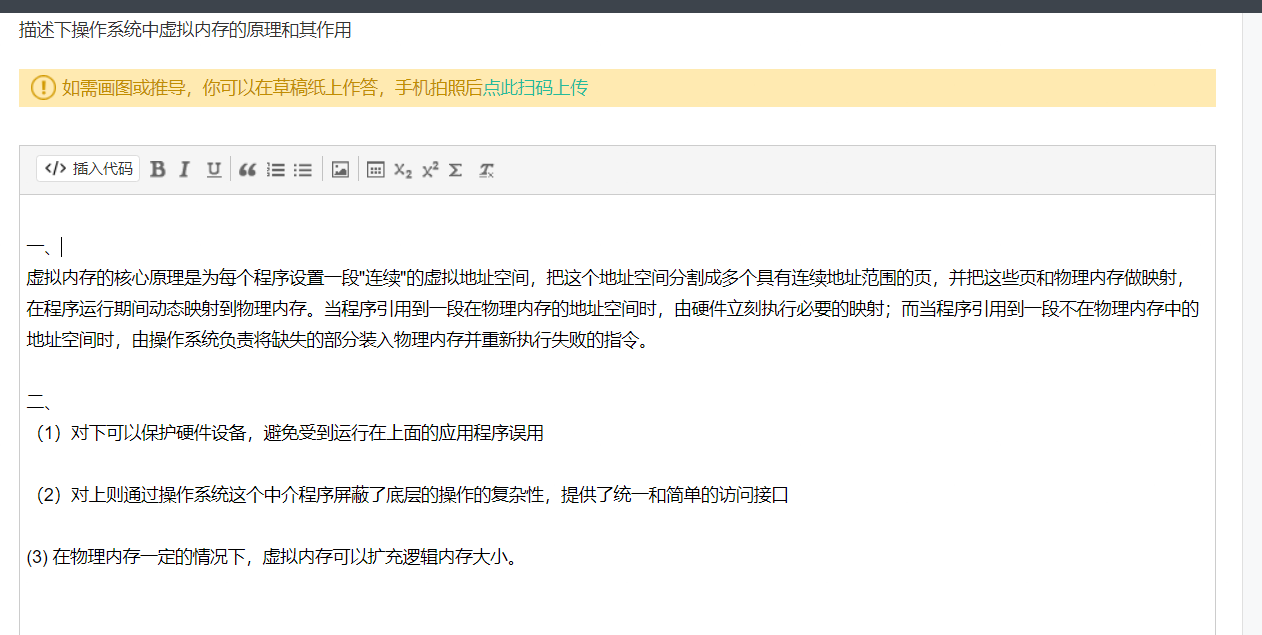 描述下操作系统中虚拟内存的原理和其作用
如需画图或推导，你可以在草稿纸上作答，手机拍照后点此扫码上传
</> 插入代码 B I U X₂ X² Σ
一、
虚拟内存的核心原理是为每个程序设置一段"连续"的虚拟地址空间，把这个地址空间分割成多个具有连续地址范围的页，并把这些页和物理内存做映射，
在程序运行期间动态映射到物理内存。当程序引用到一段在物理内存的地址空间时，由硬件立刻执行必要的映射；而当程序引用到一段不在物理内存中的
地址空间时，由操作系统负责将缺失的部分装入物理内存并重新执行失败的指令。
二、
（1）对下可以保护硬件设备，避免受到运行在上面的应用程序误用
（2）对上则通过操作系统这个中介程序屏蔽了底层的操作的复杂性，提供了统一和简单的访问接口
(3) 在物理内存一定的情况下，虚拟内存可以扩充逻辑内存大小。